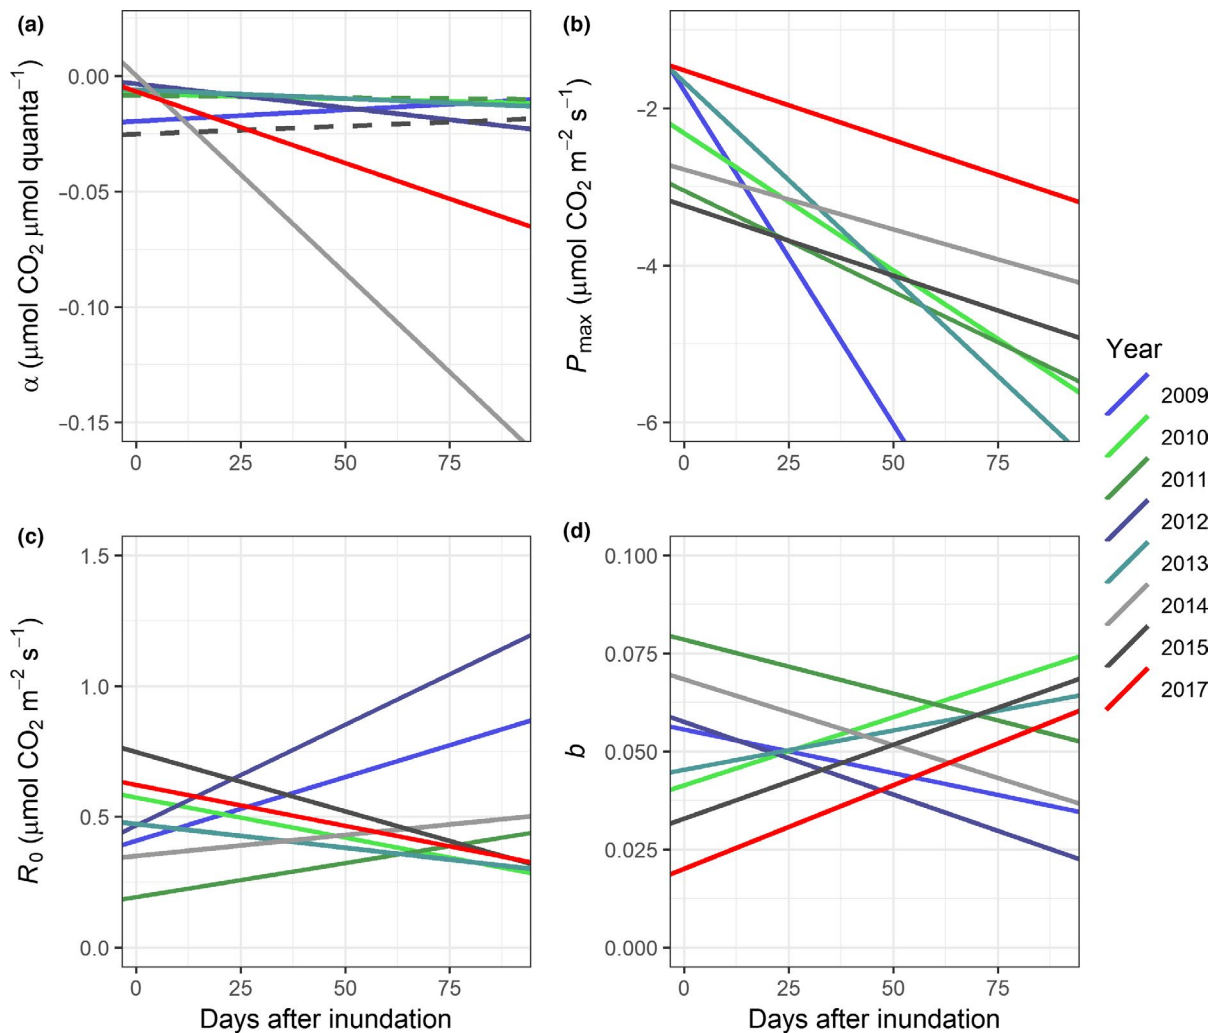 (a)
α (μmol CO₂ μmol quanta⁻¹)
0.00
−0.05
−0.10
−0.15
0 25 50 75
(b)
Pmax (μmol CO₂ m⁻² s⁻¹)
−2
−4
−6
0 25 50 75
(c)
R₀ (μmol CO₂ m⁻² s⁻¹)
1.5
1.0
0.5
0.0
0 25 50 75
Days after inundation
(d)
b
0.100
0.075
0.050
0.025
0.000
0 25 50 75
Days after inundation
Year
2009
2010
2011
2012
2013
2014
2015
2017